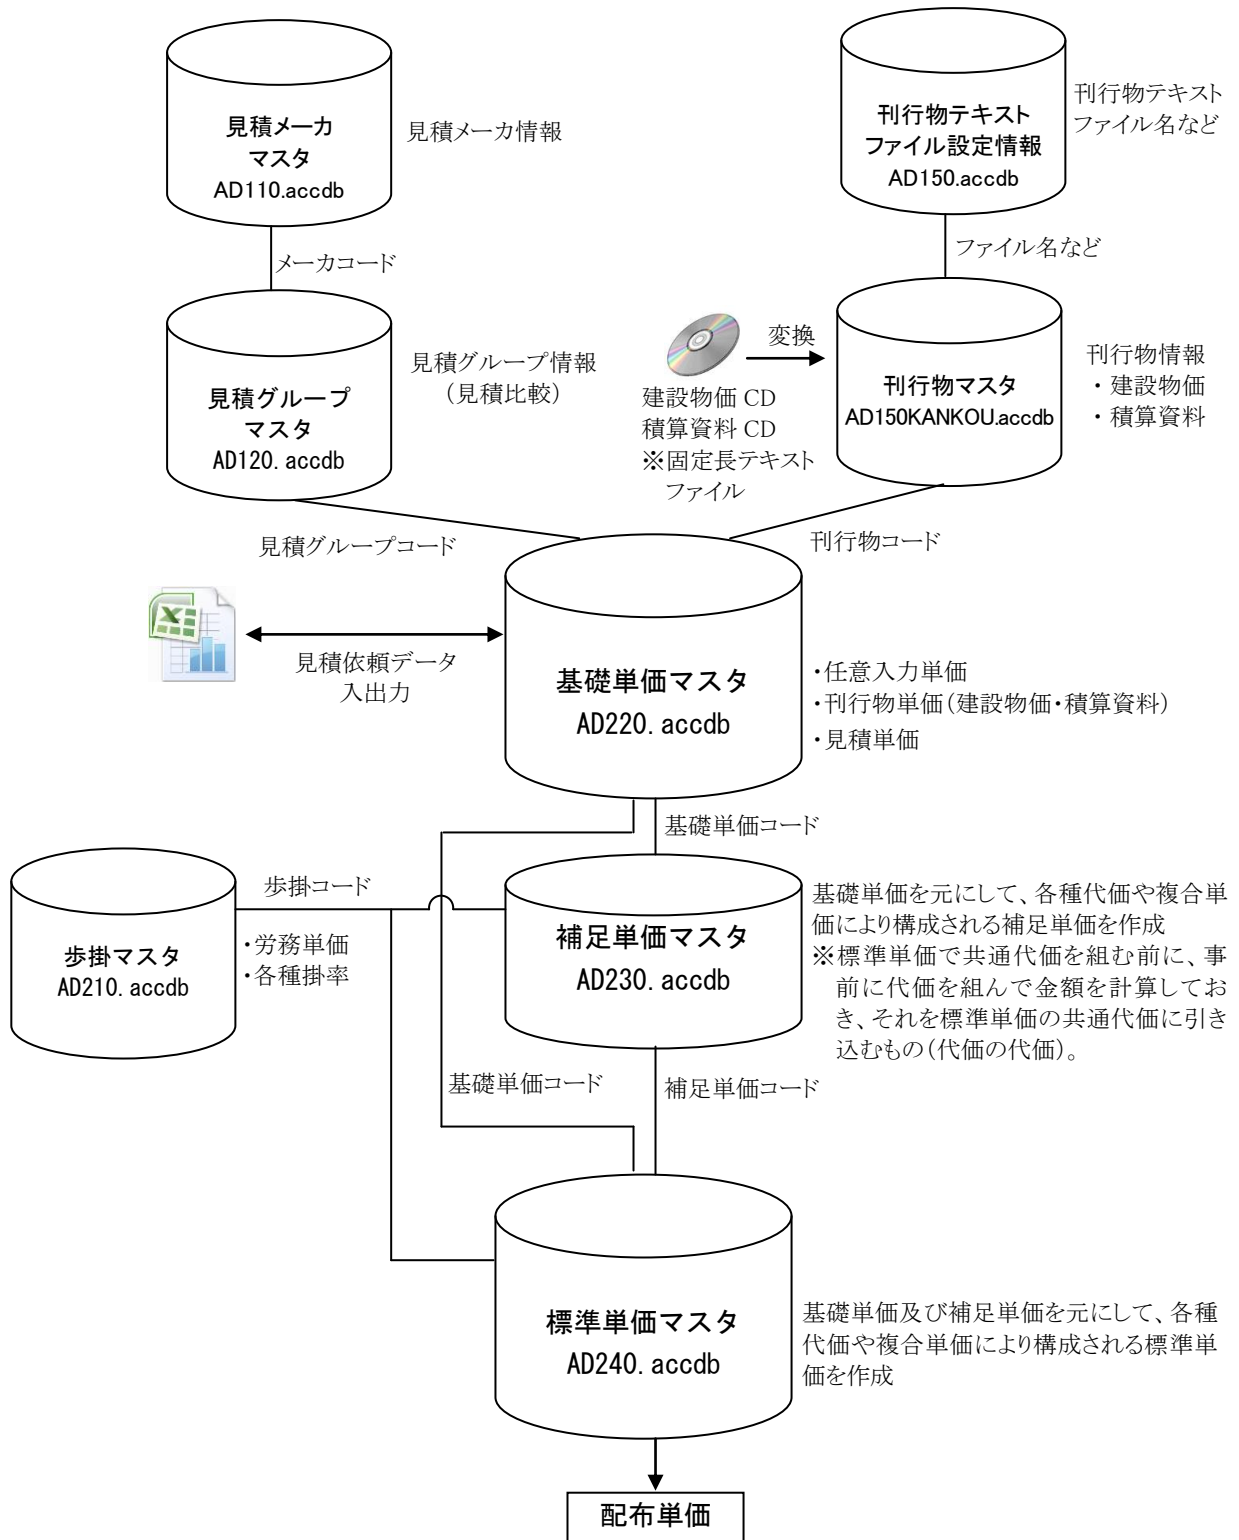 見積メーカ
マスタ
AD110.accdb
見積メーカ情報
刊行物テキスト
ファイル設定情報
AD150.accdb
刊行物テキスト
ファイル名など
メーカコード
ファイル名など
見積グループ
マスタ
AD120.accdb
見積グループ情報
(見積比較)
変換
建設物価 CD
積算資料 CD
※固定長テキスト
ファイル
刊行物マスタ
AD150KANKOU.accdb
刊行物情報
・建設物価
・積算資料
見積グループコード
刊行物コード
見積依頼データ
入出力
基礎単価マスタ
AD220.accdb
・任意入力単価
・刊行物単価(建設物価・積算資料)
・見積単価
基礎単価コード
歩掛コード
歩掛マスタ
AD210.accdb
・労務単価
・各種掛率
補足単価マスタ
AD230.accdb
基礎単価を元にして、各種代価や複合単
価により構成される補足単価を作成
※標準単価で共通代価を組む前に、事
前に代価を組んで金額を計算してお
き、それを標準単価の共通代価に引き
込むもの(代価の代価)。
基礎単価コード
補足単価コード
標準単価マスタ
AD240.accdb
基礎単価及び補足単価を元にして、各種
代価や複合単価により構成される標準単
価を作成
配布単価